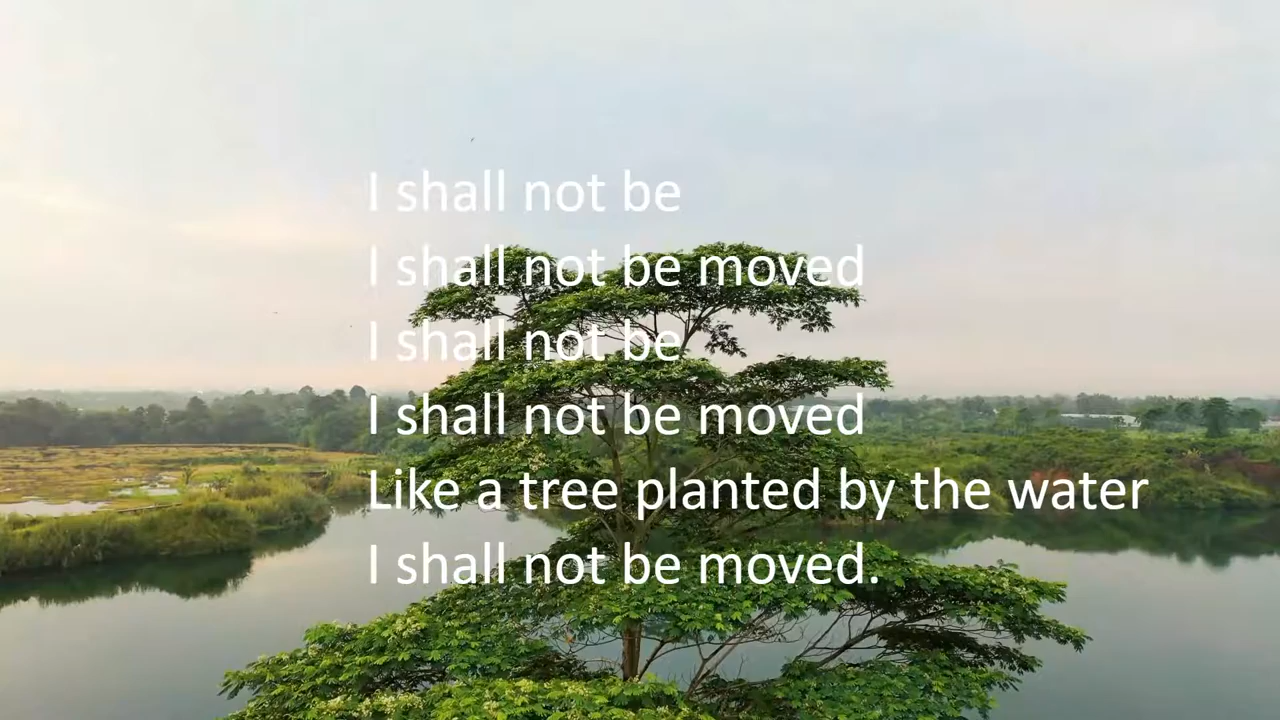 I shall not be
I shall not be moved
I shall not be
I shall not be moved
Like a tree planted by the water
I shall not be moved.